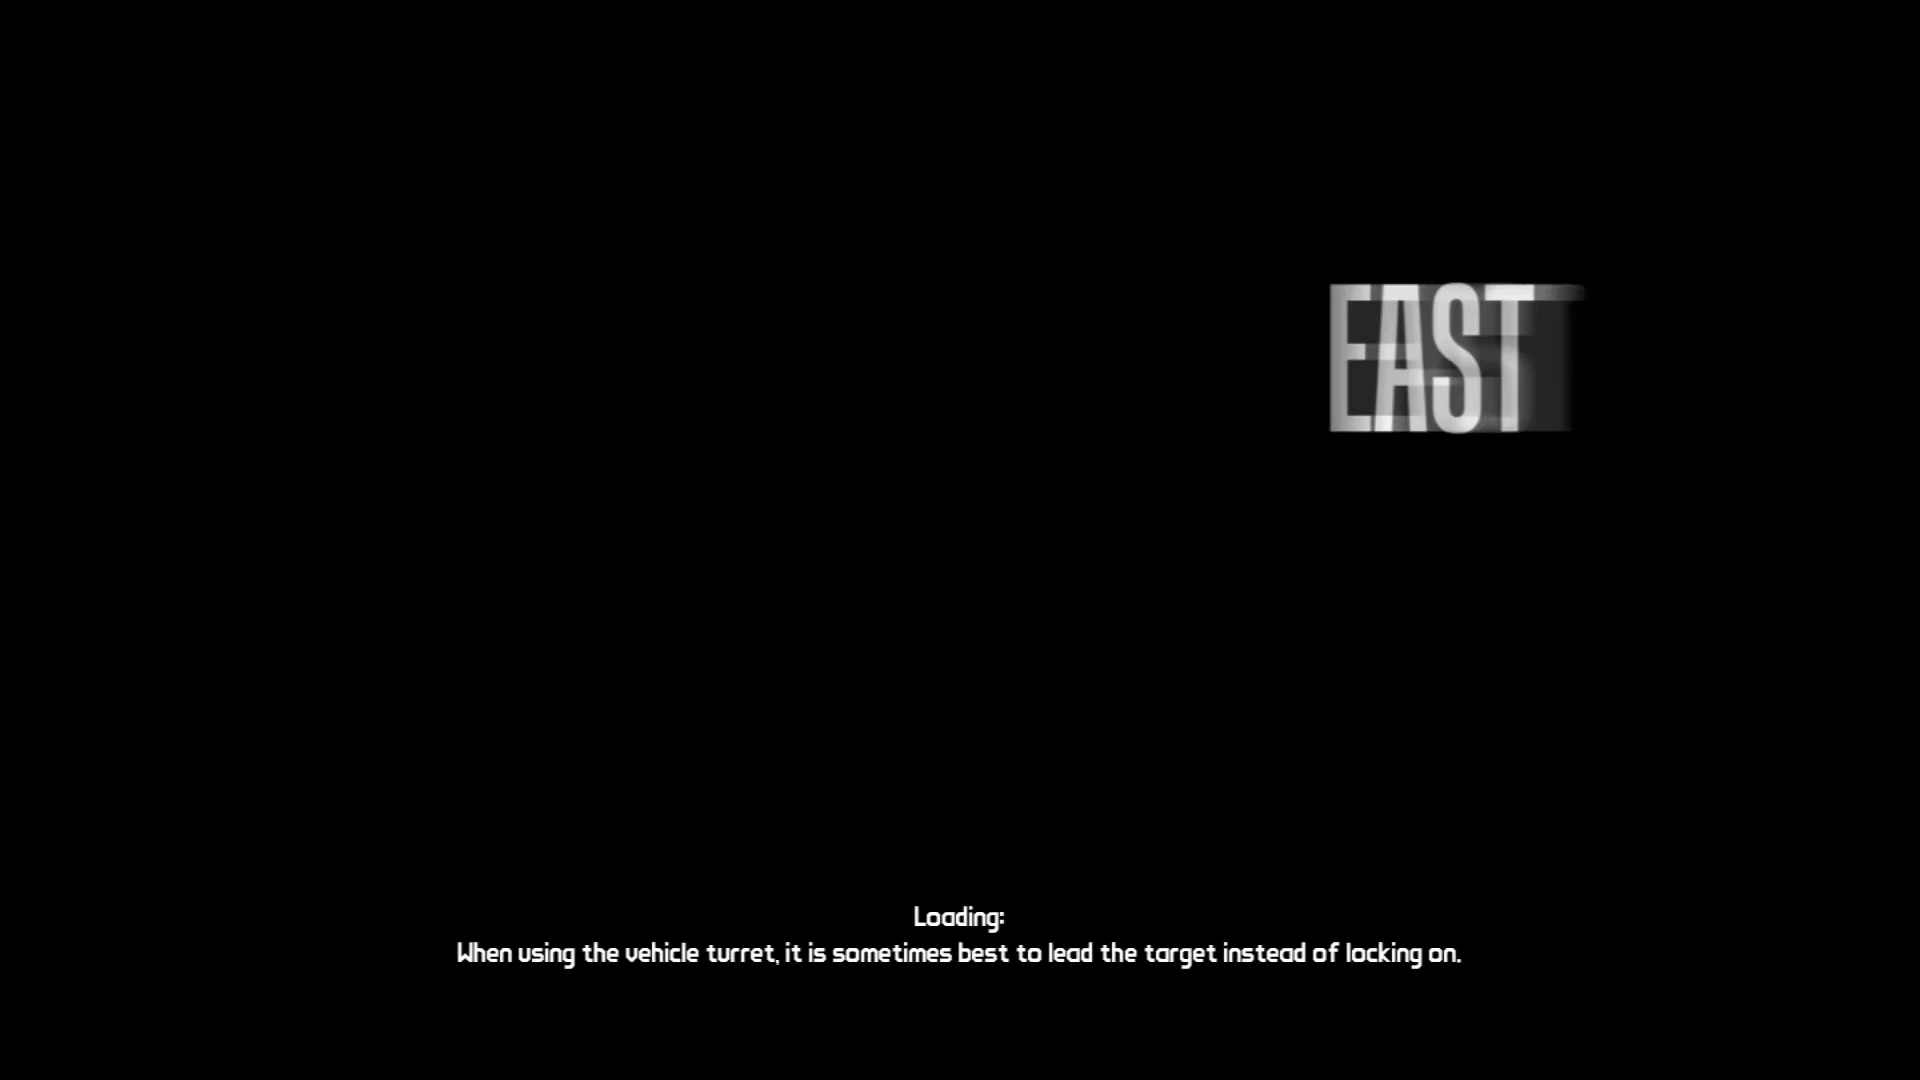 EAST
Loading:
When using the vehicle turret, it is sometimes best to lead the target instead of locking on.